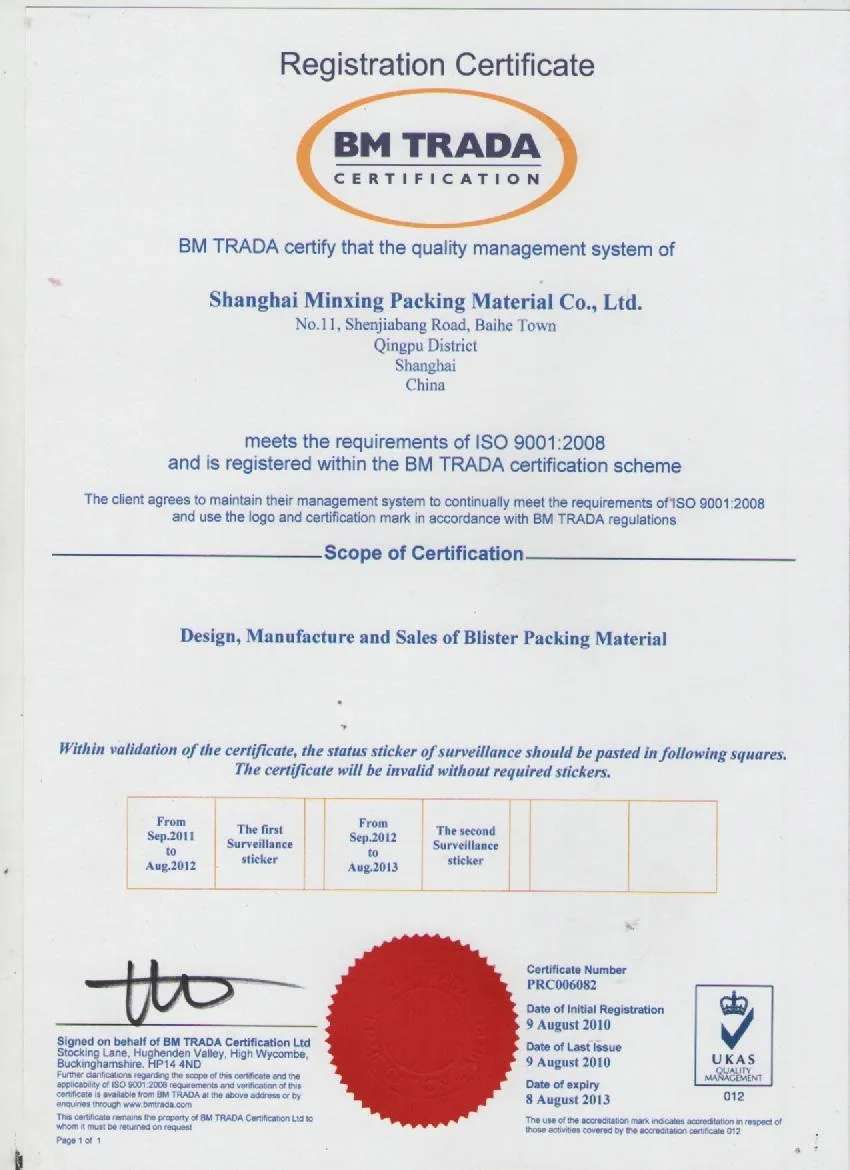 Registration Certificate
BM TRADA
CERTIFICATION
BM TRADA certify that the quality management system of
Shanghai Minxing Packing Material Co., Ltd.
No.11, Shenjiabang Road, Baihe Town
Qingpu District
Shanghai
China
meets the requirements of ISO 9001:2008
and is registered within the BM TRADA certification scheme
The client agrees to maintain their management system to continually meet the requirements of ISO 9001:2008
and use the logo and certification mark in accordance with BM TRADA regulations
Scope of Certification
Design, Manufacture and Sales of Blister Packing Material
Within validation of the certificate, the status sticker of surveillance should be pasted in following squares.
The certificate will be invalid without required stickers.
From
Sep.2011
to
Aug.2012
The first
Surveillance
sticker
From
Sep.2012
to
Aug.2013
The second
Surveillance
sticker
Signed on behalf of BM TRADA Certification Ltd
Stocking Lane, Hughenden Valley, High Wycombe,
Buckinghamshire. HP14 4ND
Further clarifications regarding the scope of this certificate and the
applicability of ISO 9001:2008 requirements and verification of this
certificate is available from BM TRADA at the above address or by
enquiries through www.bmtrada.com
This certificate remains the property of BM TRADA Certification Ltd to
whom it must be returned on request
Page 1 of 1
Certificate Number
PRC006082
Date of Initial Registration
9 August 2010
Date of Last Issue
9 August 2010
Date of expiry
8 August 2013
UKAS
QUALITY
MANAGEMENT
012
The use of the accreditation mark indicates accreditation in respect of
those activities covered by the accreditation certificate 012